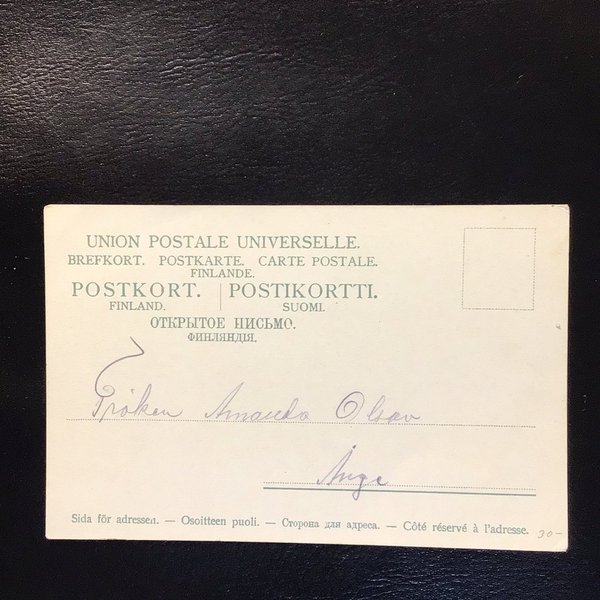 UNION POSTALE UNIVERSELLE.
BREFKORT. POSTKARTE. CARTE POSTALE.
FINLANDE.
POSTKORT. | POSTIKORTTI.
FINLAND. SUOMI.
ОТКРЫТОЕ ПИСЬМО.
ФИНЛЯНДІЯ.
Fröken Amanda Olsov
Ånge
Sida för adressen. — Osoitteen puoli. — Сторона для адреса. — Côté réservé à l'adresse.
30-